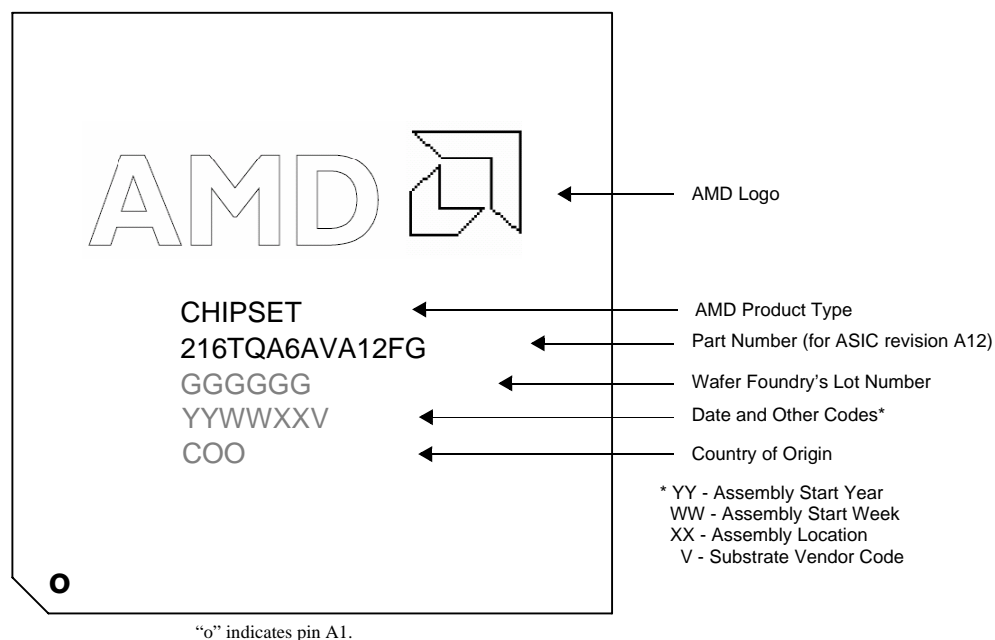 AMD
AMD Logo
CHIPSET
AMD Product Type
216TQA6AVA12FG
Part Number (for ASIC revision A12)
GGGGGG
Wafer Foundry's Lot Number
YYWWXXV
Date and Other Codes*
COO
Country of Origin
* YY - Assembly Start Year
WW - Assembly Start Week
XX - Assembly Location
V - Substrate Vendor Code
o
“o” indicates pin A1.